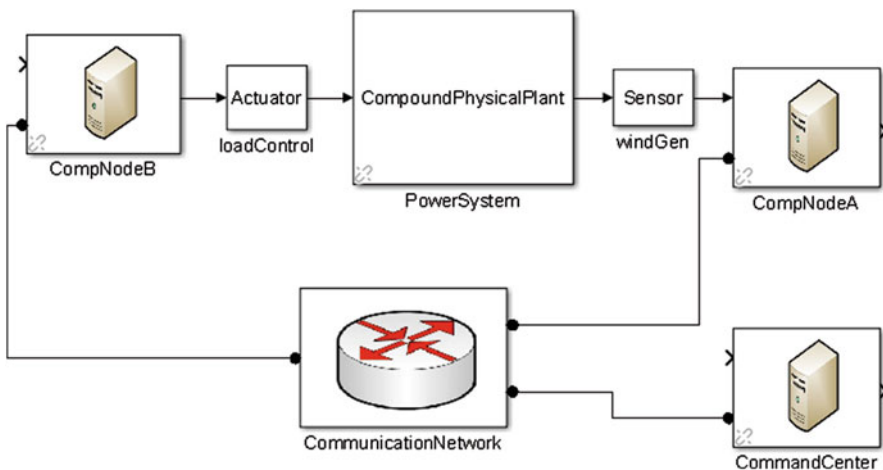 Actuator
CompoundPhysicalPlant
Sensor
loadControl
windGen
CompNodeB
PowerSystem
CompNodeA
CommunicationNetwork
CommandCenter